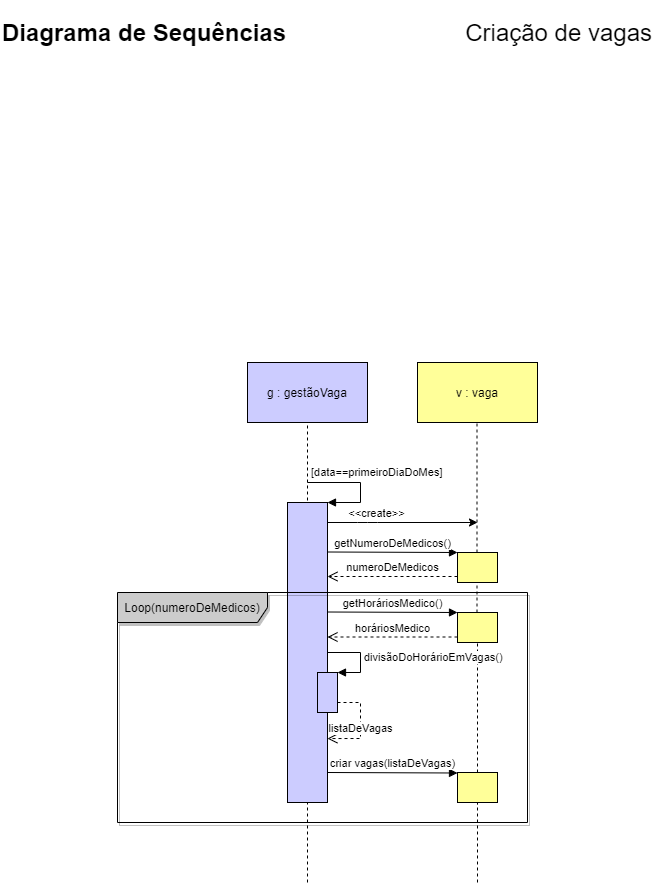 Diagrama de Sequências
Criação de vagas
g : gestãoVaga
v : vaga
[data==primeiroDiaDoMes]
<<create>>
getNumeroDeMedicos()
numeroDeMedicos
Loop(numeroDeMedicos)
getHoráriosMedico()
horáriosMedico
divisãoDoHorárioEmVagas()
listaDeVagas
criar vagas(listaDeVagas)